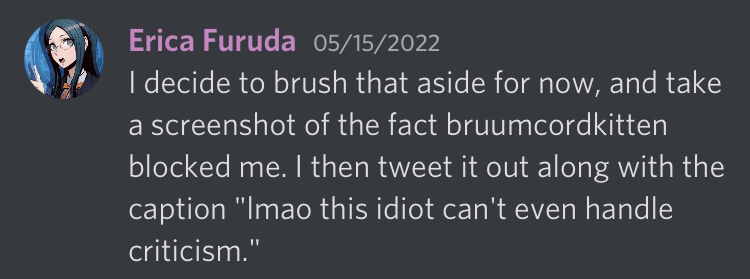 Erica Furuda 05/15/2022
I decide to brush that aside for now, and take
a screenshot of the fact bruumcordkitten
blocked me. I then tweet it out along with the
caption "lmao this idiot can't even handle
criticism."